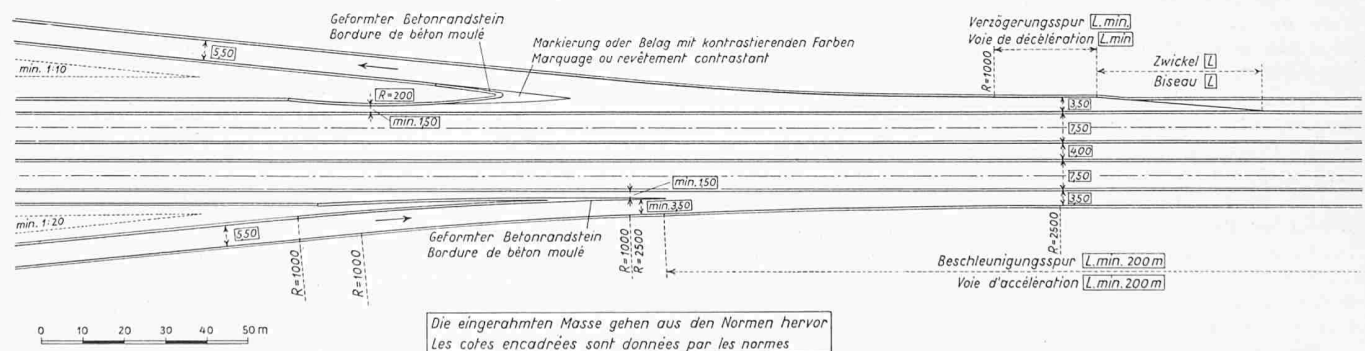 Geformter Betonrandstein
Bordure de béton moulé
Markierung oder Belag mit kontrastierenden Farben
Marquage ou revêtement contrastant
Verzögerungsspur L.min.
Voie de décèlération L.min
Zwickel L
Biseau L
R=1000
5,50
min. 1:10
R=200
min.1,50
3,50
7,50
4,00
7,50
3,50
min.1,50
min.3,50
min. 1:20
5,50
Geformter Betonrandstein
Bordure de bèton moulé
R=1000
R=1000
R=1000
R=2500
R=2500
Beschleunigungsspur L.min. 200 m
Voie d'accélération L.min. 200 m
0 10 20 30 40 50 m
Die eingerahmten Masse gehen aus den Normen hervor
Les cotes encadrées sont données par les normes